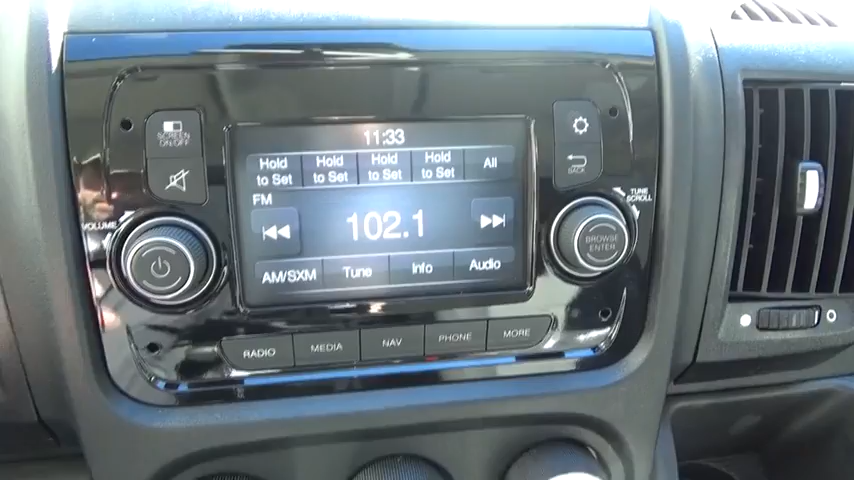 11:33
SCREEN
ON/OFF
Hold
to Set
Hold
to Set
Hold
to Set
Hold
to Set
All
BACK
FM
102.1
AM/SXM
Tune
Info
Audio
VOLUME
TUNE
SCROLL
BROWSE
ENTER
RADIO
MEDIA
NAV
PHONE
MORE